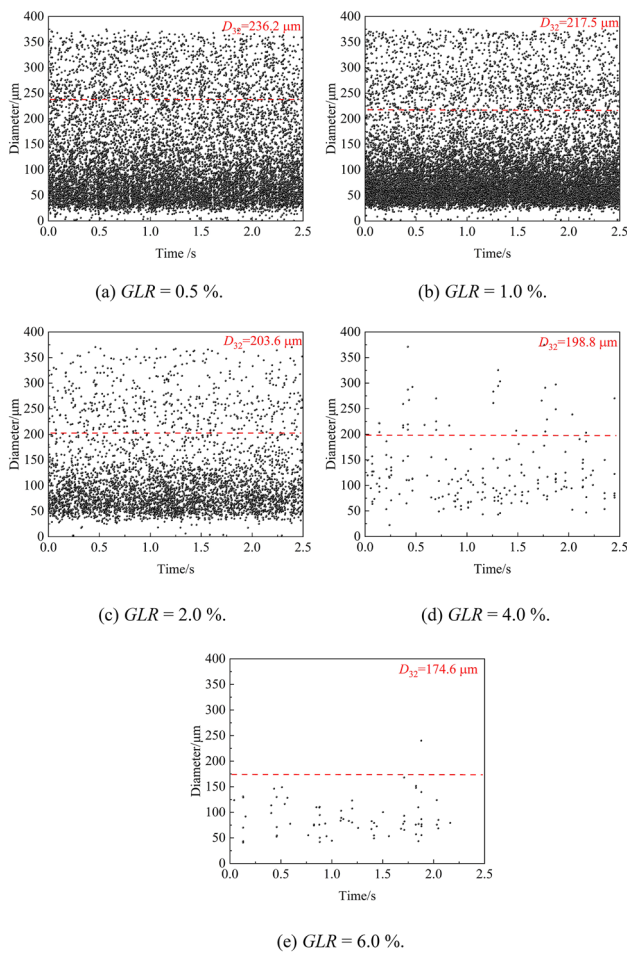 D32=236.2 μm
D32=217.5 μm
400
350
300
250
200
150
100
50
0
Diameter/μm
0.0 0.5 1.0 1.5 2.0 2.5
Time /s
400
350
300
250
200
150
100
50
0
Diameter/μm
0.0 0.5 1.0 1.5 2.0 2.5
Time/s
(a) GLR = 0.5 %.
(b) GLR = 1.0 %.
D32=203.6 μm
D32=198.8 μm
400
350
300
250
200
150
100
50
0
Diameter/μm
0.0 0.5 1.0 1.5 2.0 2.5
Time/s
400
350
300
250
200
150
100
50
0
Diameter/μm
0.0 0.5 1.0 1.5 2.0 2.5
Time/s
(c) GLR = 2.0 %.
(d) GLR = 4.0 %.
D32=174.6 μm
400
350
300
250
200
150
100
50
0
Diameter/μm
0.0 0.5 1.0 1.5 2.0 2.5
Time/s
(e) GLR = 6.0 %.